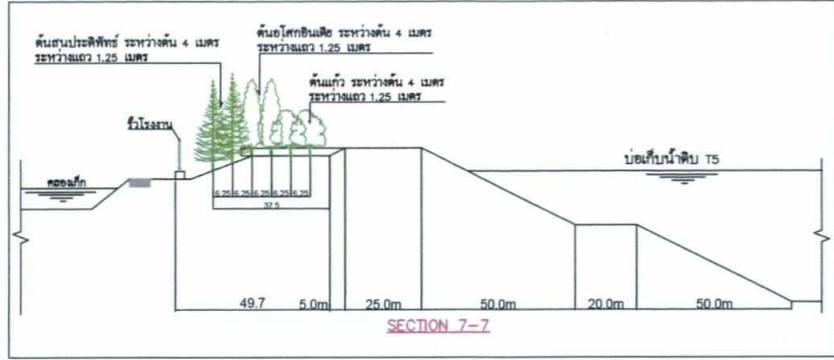 ต้นสนประดิพัทธ์ ระหว่างต้น 4 เมตร
ระหว่างแถว 1.25 เมตร
ต้นอโศกอินเดีย ระหว่างต้น 4 เมตร
ระหว่างแถว 1.25 เมตร
ต้นแก้ว ระหว่างต้น 4 เมตร
ระหว่างแถว 1.25 เมตร
รั้วโรงงาน
คลองเก็ก
บ่อเก็บน้ำดิบ T5
6.25 6.25 6.25 6.25 6.25
37.5
49.7 5.0m 25.0m 50.0m 20.0m 50.0m
SECTION 7-7